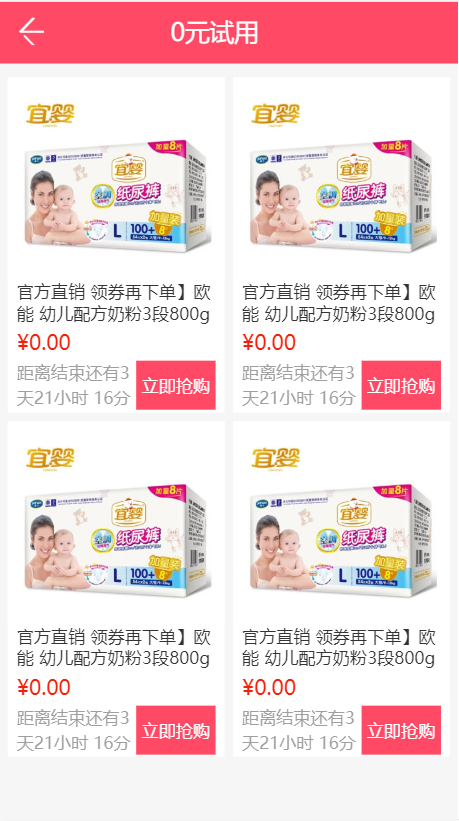 0元试用
宜婴
加量8片
宜婴
纸尿裤
加量装
8片
L 100+
官方直销 领券再下单】欧
能 幼儿配方奶粉3段800g
¥0.00
距离结束还有3
天21小时 16分
立即抢购
宜婴
加量8片
宜婴
纸尿裤
加量装
8片
L 100+
官方直销 领券再下单】欧
能 幼儿配方奶粉3段800g
¥0.00
距离结束还有3
天21小时 16分
立即抢购
宜婴
加量8片
宜婴
纸尿裤
加量装
8片
L 100+
官方直销 领券再下单】欧
能 幼儿配方奶粉3段800g
¥0.00
距离结束还有3
天21小时 16分
立即抢购
宜婴
加量8片
宜婴
纸尿裤
加量装
8片
L 100+
官方直销 领券再下单】欧
能 幼儿配方奶粉3段800g
¥0.00
距离结束还有3
天21小时 16分
立即抢购